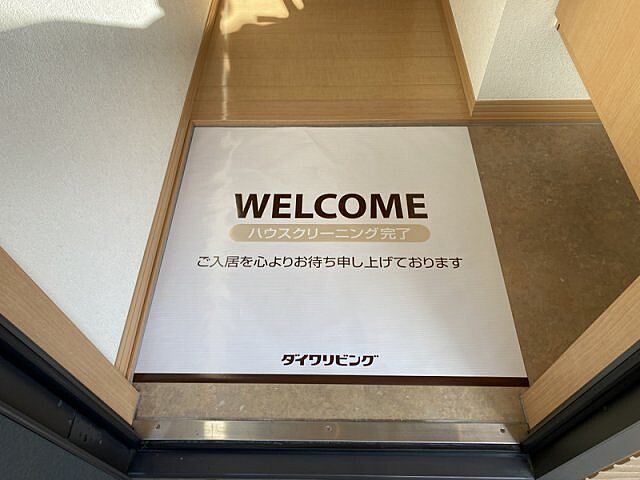 WELCOME
ハウスクリーニング完了
ご入居を心よりお待ち申し上げております
ダイワリビング